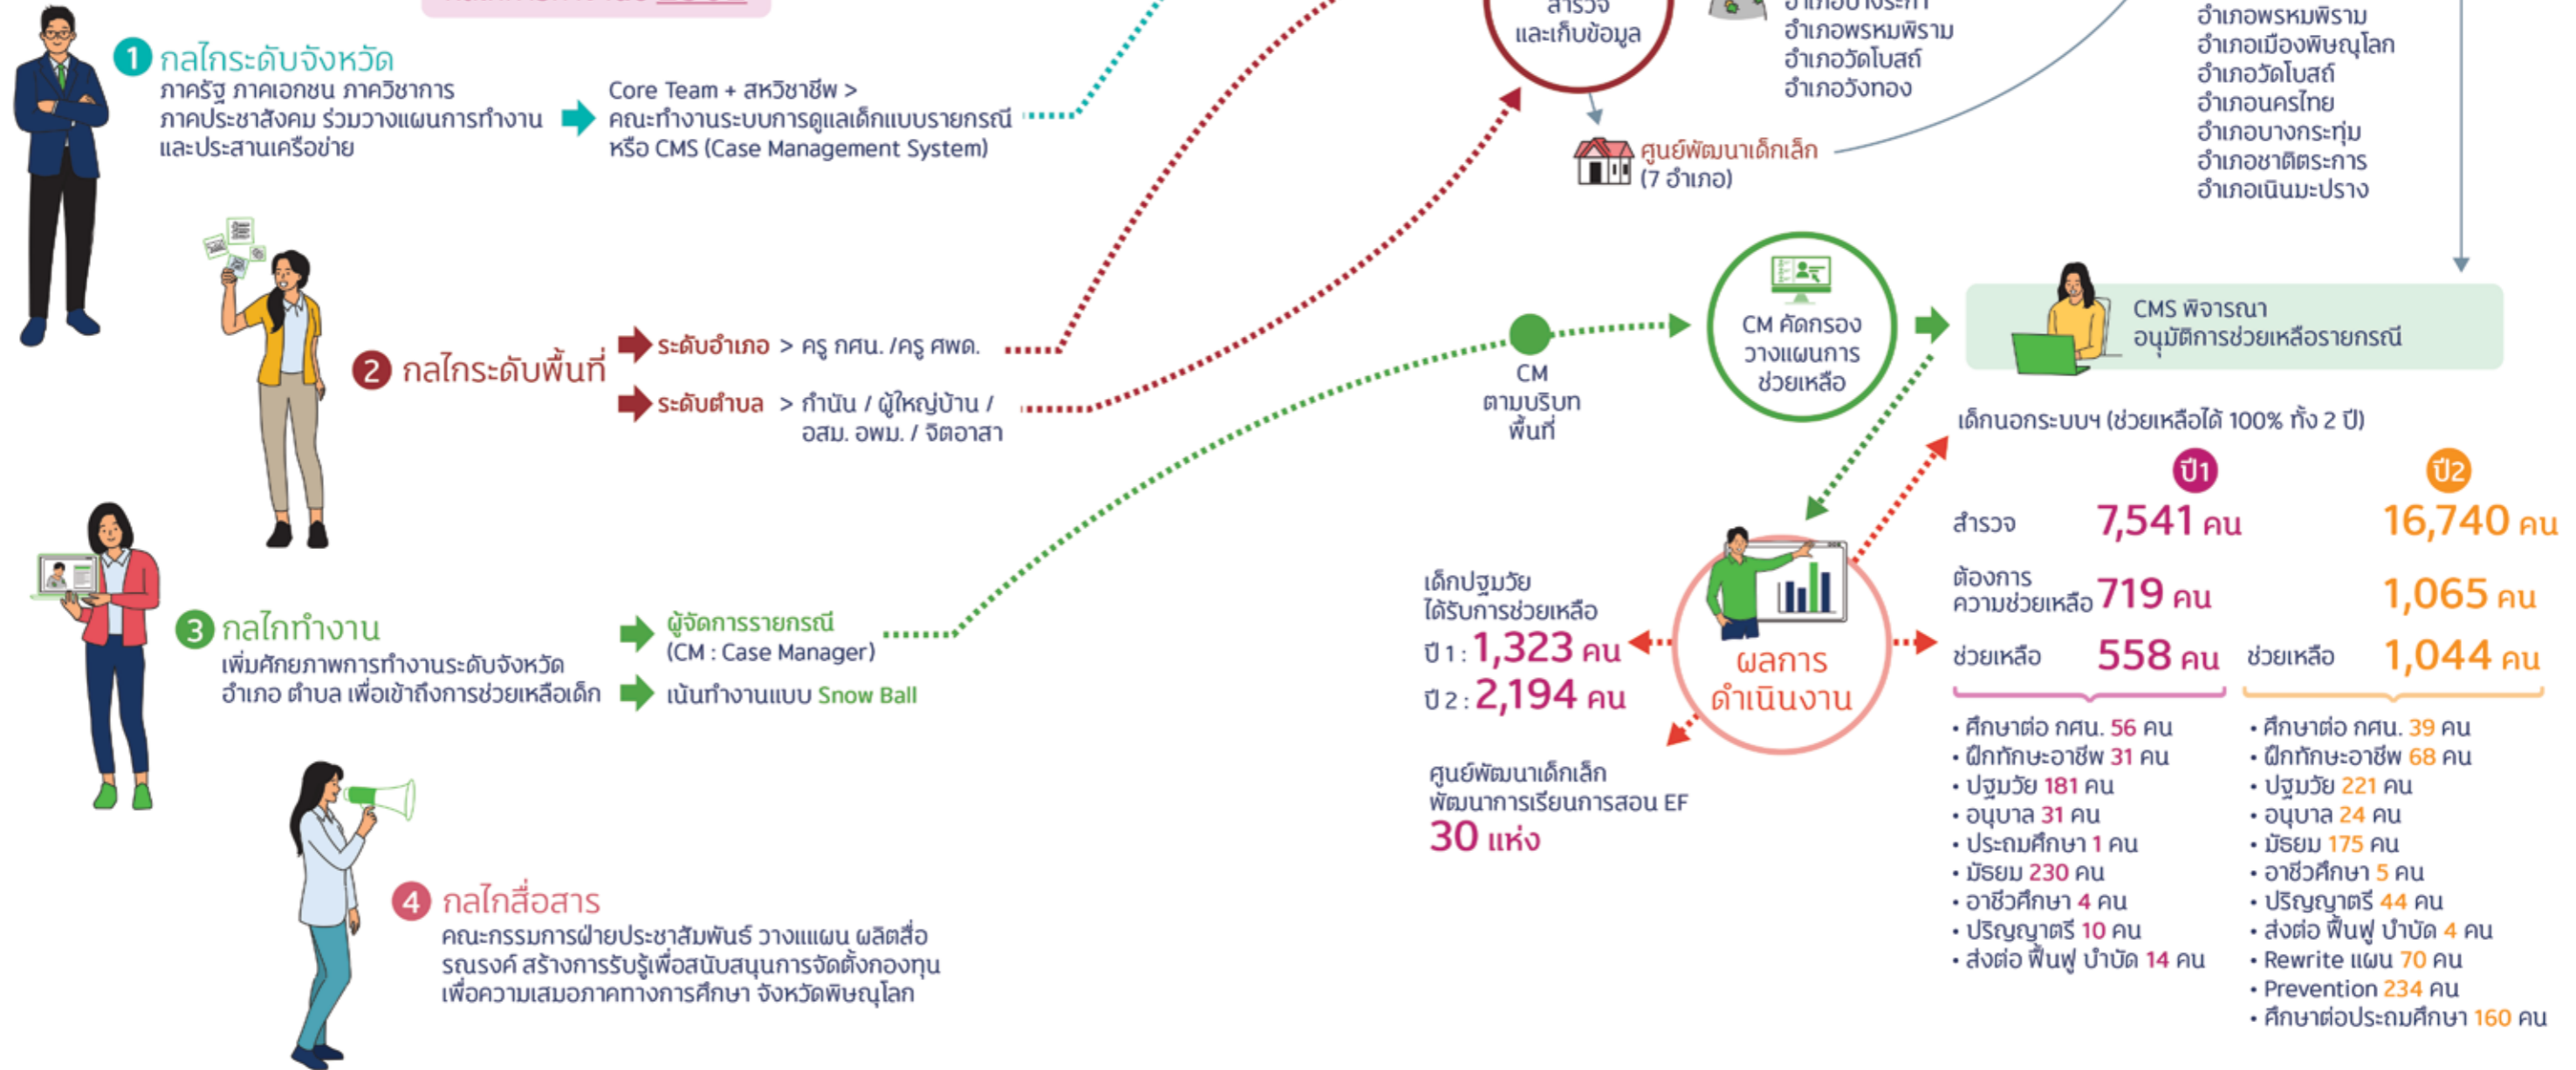 1 กลไกระดับจังหวัด
ภาครัฐ ภาคเอกชน ภาควิชาการ
ภาคประชาสังคม ร่วมวางแผนการทำงาน
และประสานเครือข่าย
Core Team + สหวิชาชีพ >
คณะทำงานระบบการดูแลเด็กแบบรายกรณี
หรือ CMS (Case Management System)
สำรวจ
และเก็บข้อมูล
อำเภอบางระกำ
อำเภอพรหมพิราม
อำเภอวัดโบสถ์
อำเภอวังทอง
ศูนย์พัฒนาเด็กเล็ก
(7 อำเภอ)
อำเภอพรหมพิราม
อำเภอเมืองพิษณุโลก
อำเภอวัดโบสถ์
อำเภอนครไทย
อำเภอบางกระทุ่ม
อำเภอชาติตระการ
อำเภอเนินมะปราง
2 กลไกระดับพื้นที่
ระดับอำเภอ > ครู กศน. /ครู ศพด.
ระดับตำบล > กำนัน / ผู้ใหญ่บ้าน /
อสม. อพม. / จิตอาสา
CM
ตามบริบท
พื้นที่
CM คัดกรอง
วางแผนการ
ช่วยเหลือ
CMS พิจารณา
อนุมัติการช่วยเหลือรายกรณี
3 กลไกทำงาน
เพิ่มศักยภาพการทำงานระดับจังหวัด
อำเภอ ตำบล เพื่อเข้าถึงการช่วยเหลือเด็ก
ผู้จัดการรายกรณี
(CM : Case Manager)
เน้นทำงานแบบ Snow Ball
4 กลไกสื่อสาร
คณะกรรมการฝ่ายประชาสัมพันธ์ วางแแผน ผลิตสื่อ
รณรงค์ สร้างการรับรู้เพื่อสนับสนุนการจัดตั้งกองทุน
เพื่อความเสมอภาคทางการศึกษา จังหวัดพิษณุโลก
ผลการ
ดำเนินงาน
เด็กปฐมวัย
ได้รับการช่วยเหลือ
ปี 1 : 1,323 คน
ปี 2 : 2,194 คน
ศูนย์พัฒนาเด็กเล็ก
พัฒนาการเรียนการสอน EF
30 แห่ง
เด็กนอกระบบฯ (ช่วยเหลือได้ 100% ทั้ง 2 ปี)
ปี1 ปี2
สำรวจ 7,541 คน 16,740 คน
ต้องการ
ความช่วยเหลือ 719 คน 1,065 คน
ช่วยเหลือ 558 คน ช่วยเหลือ 1,044 คน
• ศึกษาต่อ กศน. 56 คน
• ฝึกทักษะอาชีพ 31 คน
• ปฐมวัย 181 คน
• อนุบาล 31 คน
• ประถมศึกษา 1 คน
• มัธยม 230 คน
• อาชีวศึกษา 4 คน
• ปริญญาตรี 10 คน
• ส่งต่อ ฟื้นฟู บำบัด 14 คน
• ศึกษาต่อ กศน. 39 คน
• ฝึกทักษะอาชีพ 68 คน
• ปฐมวัย 221 คน
• อนุบาล 24 คน
• มัธยม 175 คน
• อาชีวศึกษา 5 คน
• ปริญญาตรี 44 คน
• ส่งต่อ ฟื้นฟู บำบัด 4 คน
• Rewrite แผน 70 คน
• Prevention 234 คน
• ศึกษาต่อประถมศึกษา 160 คน